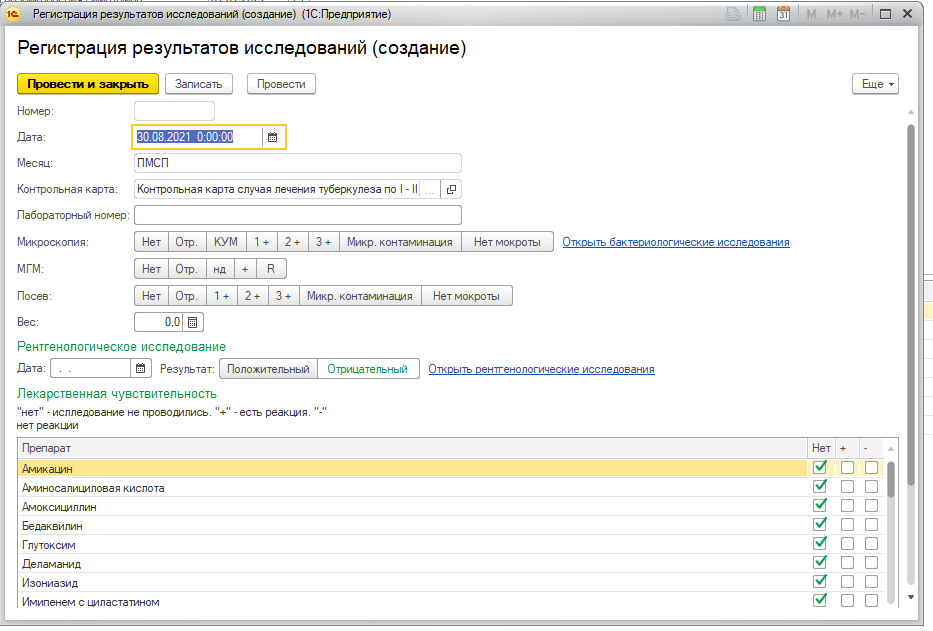 Регистрация результатов исследований (создание) (1С:Предприятие)
M M+ M-
Регистрация результатов исследований (создание)
Провести и закрыть Записать Провести Еще
Номер:
Дата: 30.08.2021 0:00:00
Месяц: ПМСП
Контрольная карта: Контрольная карта случая лечения туберкулеза по I - II ...
Лабораторный номер:
Микроскопия: Нет Отр. КУМ 1 + 2 + 3 + Микр. контаминация Нет мокроты Открыть бактериологические исследования
МГМ: Нет Отр. нд + R
Посев: Нет Отр. 1 + 2 + 3 + Микр. контаминация Нет мокроты
Вес: 0,0
Рентгенологическое исследование
Дата: . . Результат: Положительный Отрицательный Открыть рентгенологические исследования
Лекарственная чувствительность
"нет" - ислледование не проводились. "+" - есть реакция. "-"
нет реакции
Препарат Нет + -
Амикацин
Аминосалициловая кислота
Амоксициллин
Бедаквилин
Глутоксим
Деламанид
Изониазид
Имипенем с циластатином